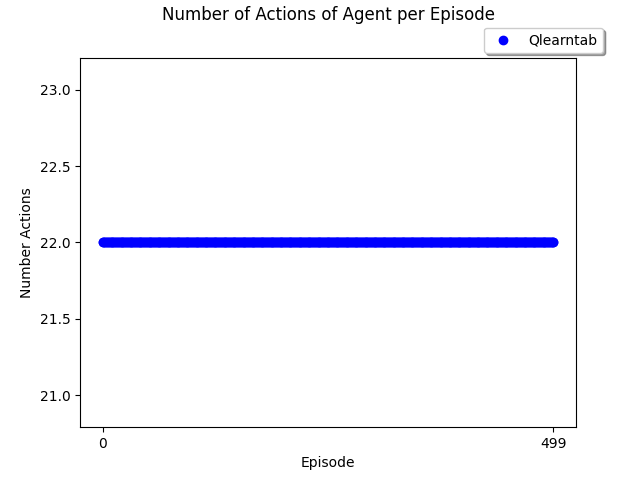 Number of Actions of Agent per Episode
Qlearntab
23.0
22.5
22.0
21.5
21.0
Number Actions
0 499
Episode